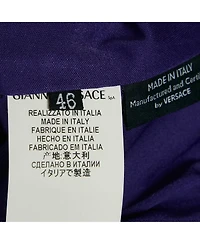 46
GIANNI VERSACE SpA
REALIZZATO IN ITALIA
MADE IN ITALY
FABRIQUE EN ITALIE
HECHO EN ITALIA
FABRICADO EM ITALIA
产地:意大利
СДЕЛАНО В ИТАЛИИ
イタリアで製造
MADE IN ITALY
Manufactured and Certi
by VERSACE